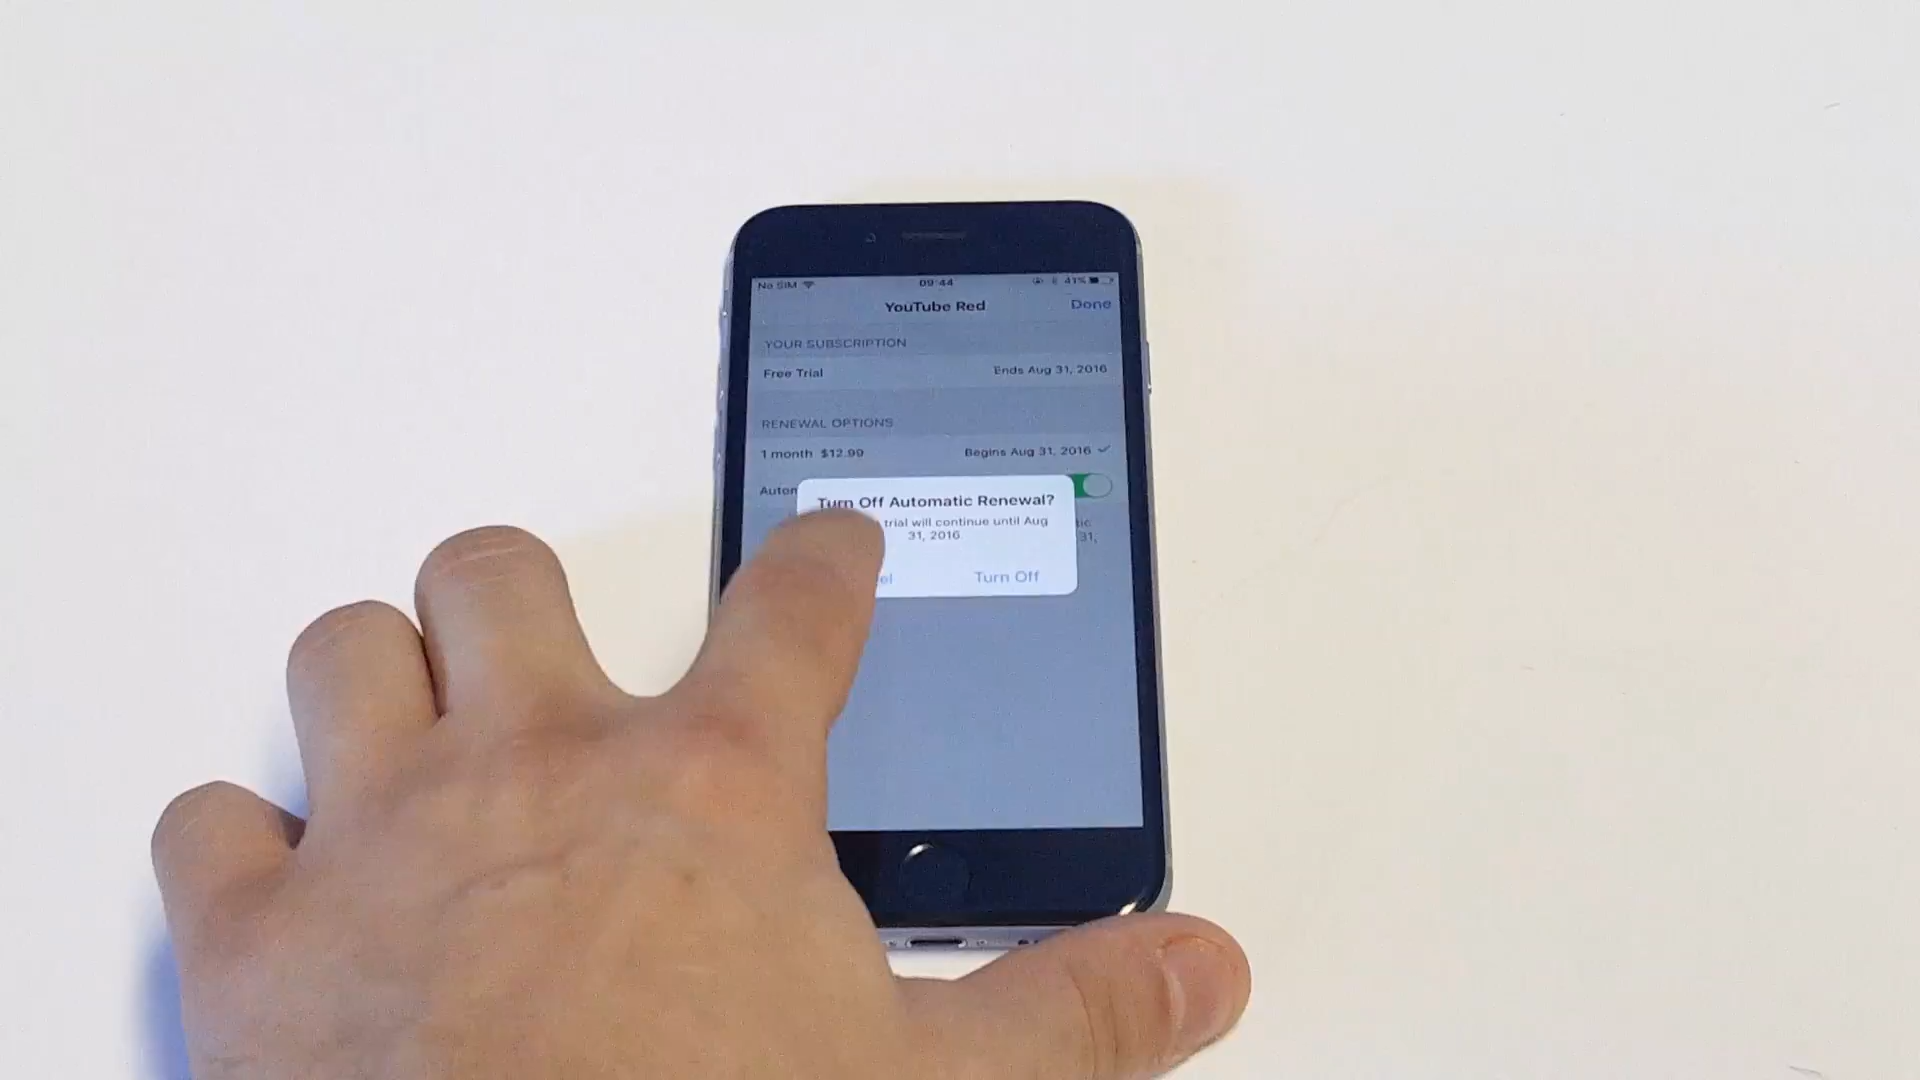 No SIM 09:44 41%
YouTube Red Done
YOUR SUBSCRIPTION
Free Trial Ends Aug 31, 2016
RENEWAL OPTIONS
1 month $12.99 Begins Aug 31, 2016
Turn Off Automatic Renewal?
trial will continue until Aug
31, 2016.
31,
Turn Off